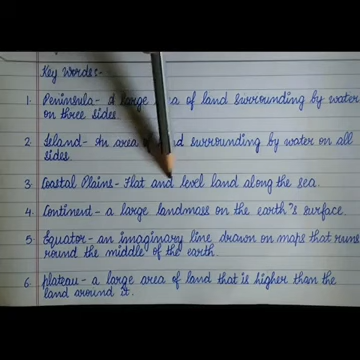 Key Words:-
1. Peninsula- A large a of land surrounding by water
on three sides.
2. Island- An area of nd surrounding by water on all
sides.
3. Coastal Plains- Flat and level land along the sea.
4. Continent- a large landmass on the earth"s surface.
5. Equator- an imaginary line drawn on maps that runs
round the middle of the earth.
6. Plateau- a large area of land that is higher than the
land around it.